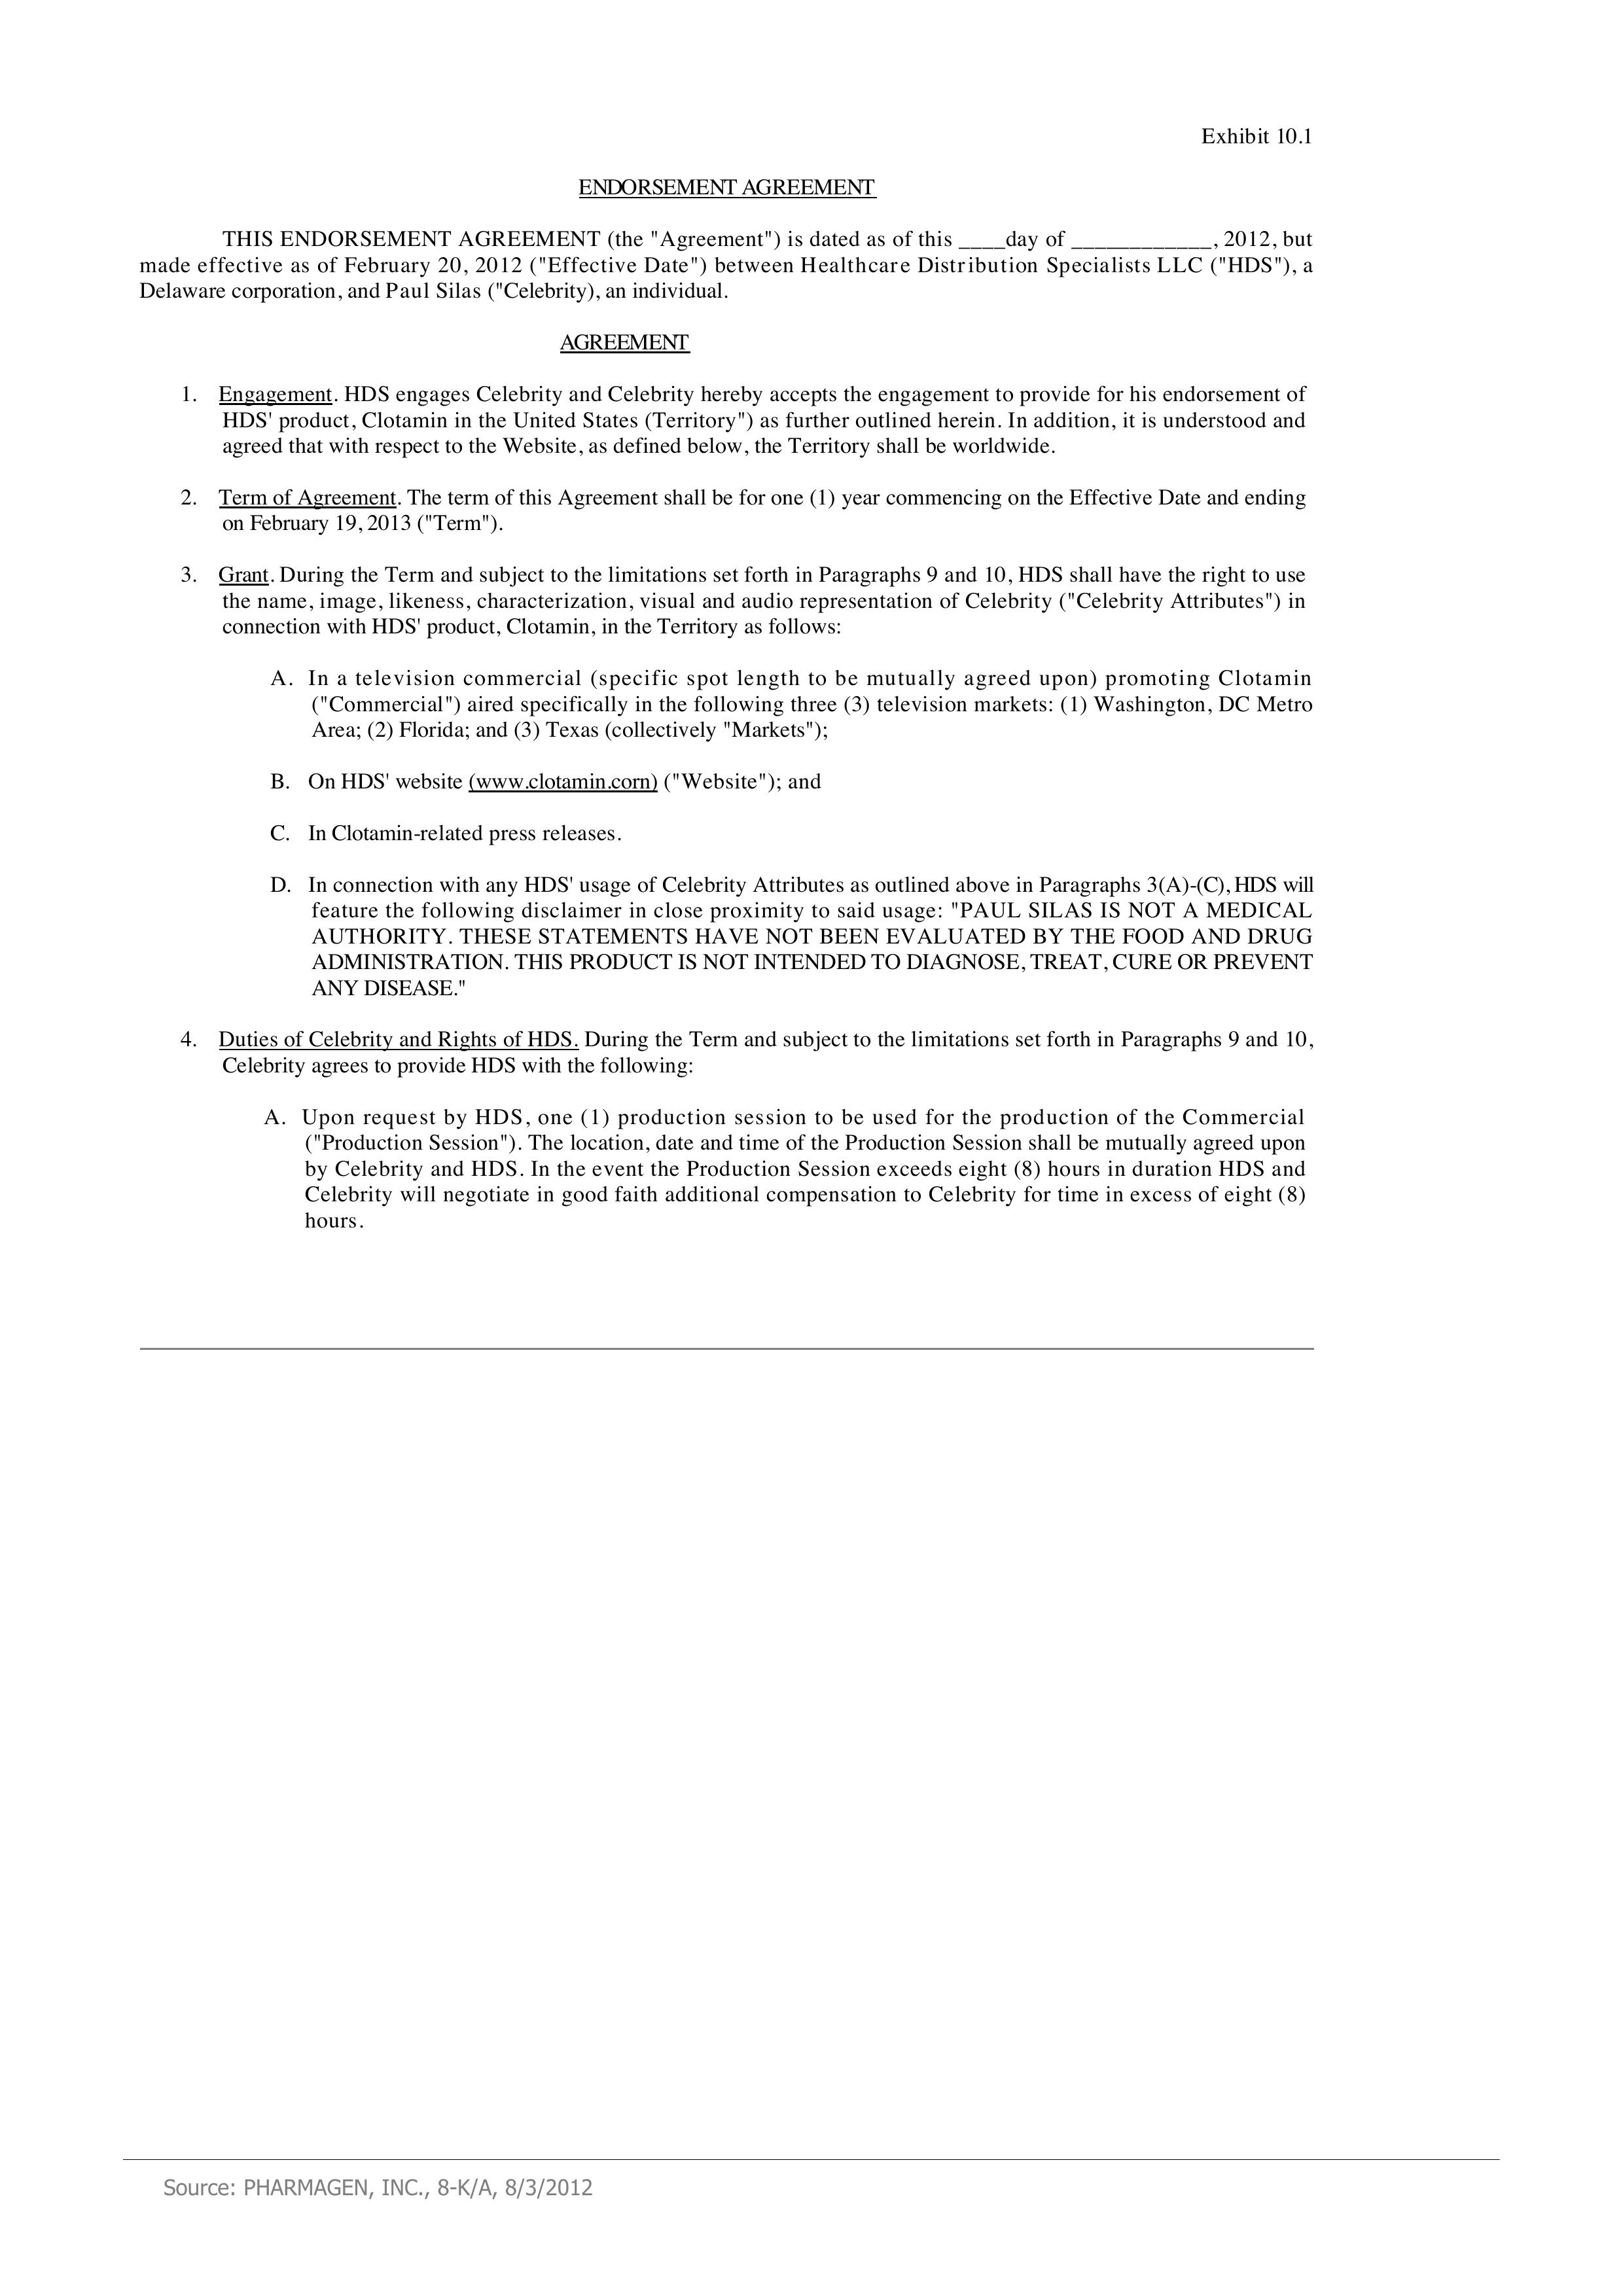 Exhibit 10.1
ENDORSEMENT AGREEMENT
THIS ENDORSEMENT AGREEMENT (the "Agreement") is dated as of this ____day of ____________, 2012, but
made effective as of February 20, 2012 ("Effective Date") between Healthcare Distribution Specialists LLC ("HDS"), a
Delaware corporation, and Paul Silas ("Celebrity), an individual.
AGREEMENT
1. Engagement. HDS engages Celebrity and Celebrity hereby accepts the engagement to provide for his endorsement of
HDS' product, Clotamin in the United States (Territory") as further outlined herein. In addition, it is understood and
agreed that with respect to the Website, as defined below, the Territory shall be worldwide.
2. Term of Agreement. The term of this Agreement shall be for one (1) year commencing on the Effective Date and ending
on February 19, 2013 ("Term").
3. Grant. During the Term and subject to the limitations set forth in Paragraphs 9 and 10, HDS shall have the right to use
the name, image, likeness, characterization, visual and audio representation of Celebrity ("Celebrity Attributes") in
connection with HDS' product, Clotamin, in the Territory as follows:
A. In a television commercial (specific spot length to be mutually agreed upon) promoting Clotamin
("Commercial") aired specifically in the following three (3) television markets: (1) Washington, DC Metro
Area; (2) Florida; and (3) Texas (collectively "Markets");
B. On HDS' website (www.clotamin.corn) ("Website"); and
C. In Clotamin-related press releases.
D. In connection with any HDS' usage of Celebrity Attributes as outlined above in Paragraphs 3(A)-(C), HDS will
feature the following disclaimer in close proximity to said usage: "PAUL SILAS IS NOT A MEDICAL
AUTHORITY. THESE STATEMENTS HAVE NOT BEEN EVALUATED BY THE FOOD AND DRUG
ADMINISTRATION. THIS PRODUCT IS NOT INTENDED TO DIAGNOSE, TREAT, CURE OR PREVENT
ANY DISEASE."
4. Duties of Celebrity and Rights of HDS. During the Term and subject to the limitations set forth in Paragraphs 9 and 10,
Celebrity agrees to provide HDS with the following:
A. Upon request by HDS, one (1) production session to be used for the production of the Commercial
("Production Session"). The location, date and time of the Production Session shall be mutually agreed upon
by Celebrity and HDS. In the event the Production Session exceeds eight (8) hours in duration HDS and
Celebrity will negotiate in good faith additional compensation to Celebrity for time in excess of eight (8)
hours.
Source: PHARMAGEN, INC., 8-K/A, 8/3/2012